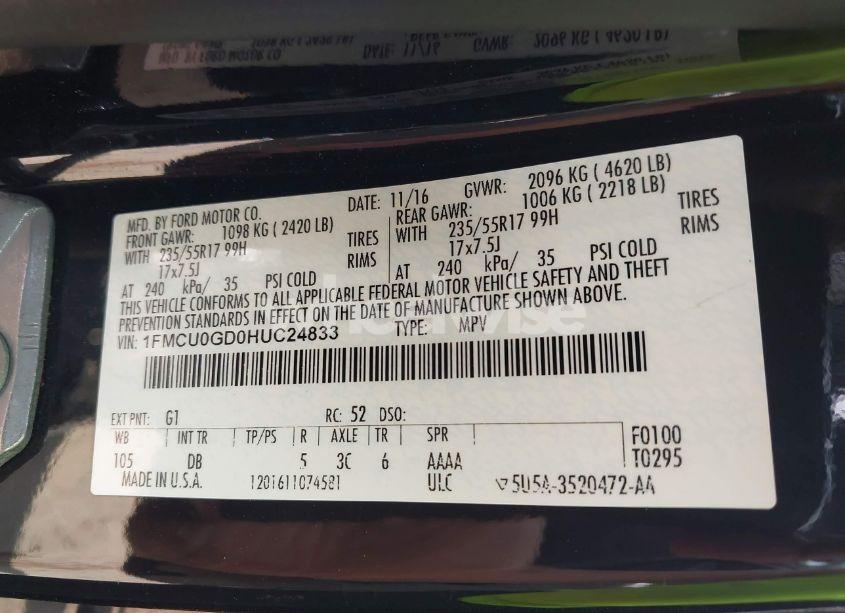 MFD. BY FORD MOTOR CO.
DATE: 11/16
GVWR: 2096 KG ( 4620 LB)
FRONT GAWR: 1098 KG ( 2420 LB)
REAR GAWR: 1006 KG ( 2218 LB)
WITH 235/55R17 99H TIRES
WITH 235/55R17 99H TIRES
17x7.5J RIMS
17x7.5J RIMS
AT 240 kPa/ 35 PSI COLD
AT 240 kPa/ 35 PSI COLD
THIS VEHICLE CONFORMS TO ALL APPLICABLE FEDERAL MOTOR VEHICLE SAFETY AND THEFT
PREVENTION STANDARDS IN EFFECT ON THE DATE OF MANUFACTURE SHOWN ABOVE.
VIN: 1FMCU0GD0HUC24833
TYPE: MPV
EXT PNT: G1 RC: 52 DSO:
WB INT TR TP/PS R AXLE TR SPR
105 DB 5 3C 6 AAAA
F0100
T0295
MADE IN U.S.A.
1201611074581
ULC
5U5A-3520472-AA